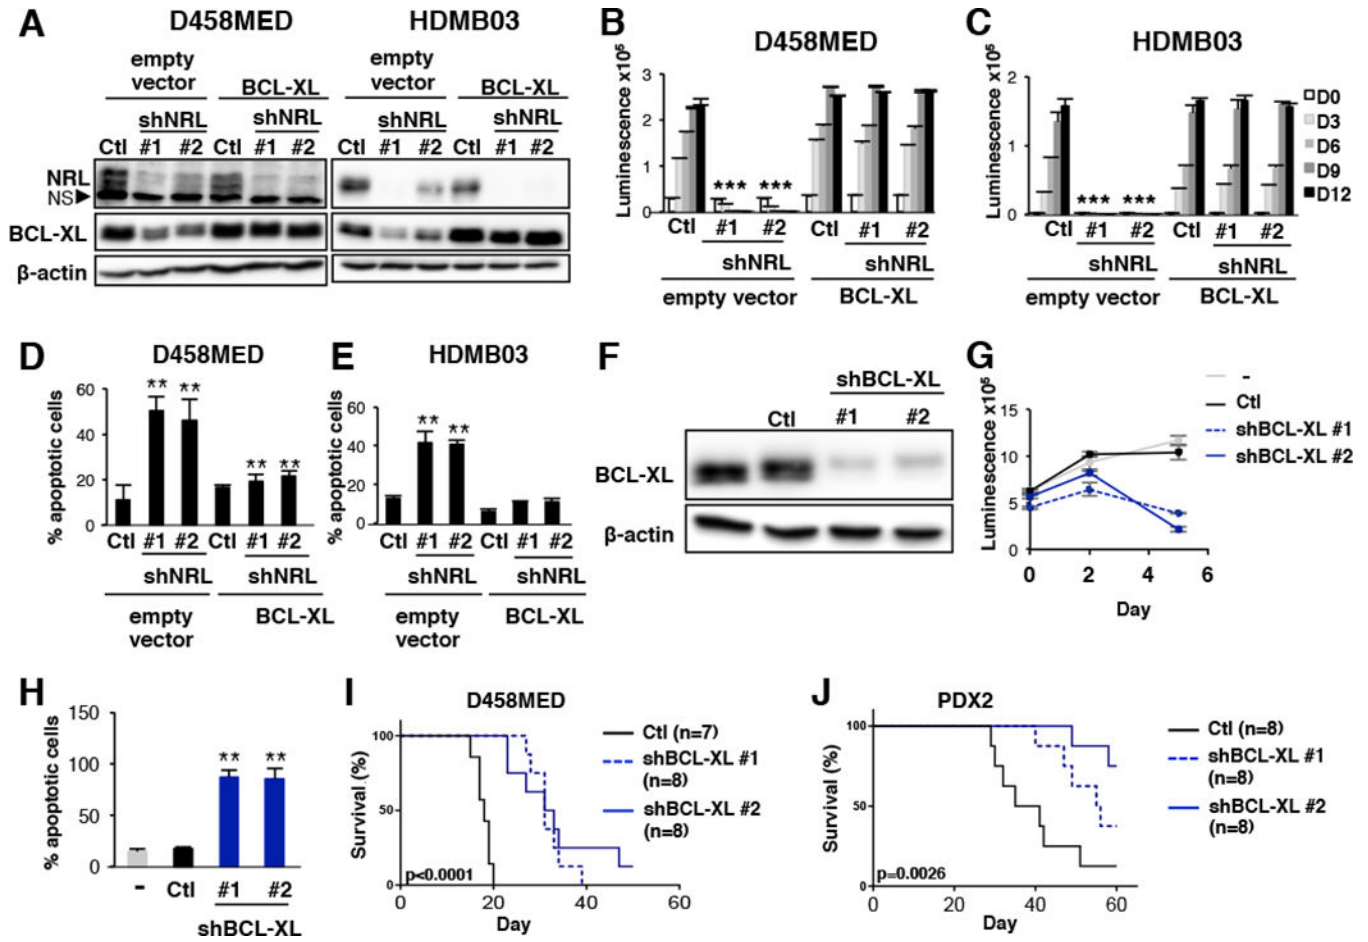 A
D458MED
HDMB03
empty
vector
BCL-XL
empty
vector
BCL-XL
shNRL
shNRL
shNRL
shNRL
Ctl #1 #2 Ctl #1 #2
Ctl #1 #2 Ctl #1 #2
NRL
NS▶
BCL-XL
β-actin
B
D458MED
Luminescence x10⁵
3
2
1
0
*** ***
Ctl #1 #2 Ctl #1 #2
shNRL shNRL
empty vector BCL-XL
C
HDMB03
Luminescence x10⁵
2
1
0
*** ***
Ctl #1 #2 Ctl #1 #2
shNRL shNRL
empty vector BCL-XL
D0
D3
D6
D9
D12
D
D458MED
% apoptotic cells
60
40
20
0
** ** ** **
Ctl #1 #2 Ctl #1 #2
shNRL shNRL
empty
vector
BCL-XL
E
HDMB03
% apoptotic cells
60
40
20
0
** **
Ctl #1 #2 Ctl #1 #2
shNRL shNRL
empty
vector
BCL-XL
F
shBCL-XL
Ctl #1 #2
BCL-XL
β-actin
G
Luminescence x10⁵
15
10
5
0
0 2 4 6
Day
-
Ctl
shBCL-XL #1
shBCL-XL #2
H
% apoptotic cells
150
100
50
0
** **
- Ctl #1 #2
shBCL-XL
I
D458MED
Survival (%)
100
50
0
p<0.0001
0 20 40 60
Day
Ctl (n=7)
shBCL-XL #1
(n=8)
shBCL-XL #2
(n=8)
J
PDX2
Survival (%)
100
50
0
p=0.0026
0 20 40 60
Day
Ctl (n=8)
shBCL-XL #1
(n=8)
shBCL-XL #2
(n=8)